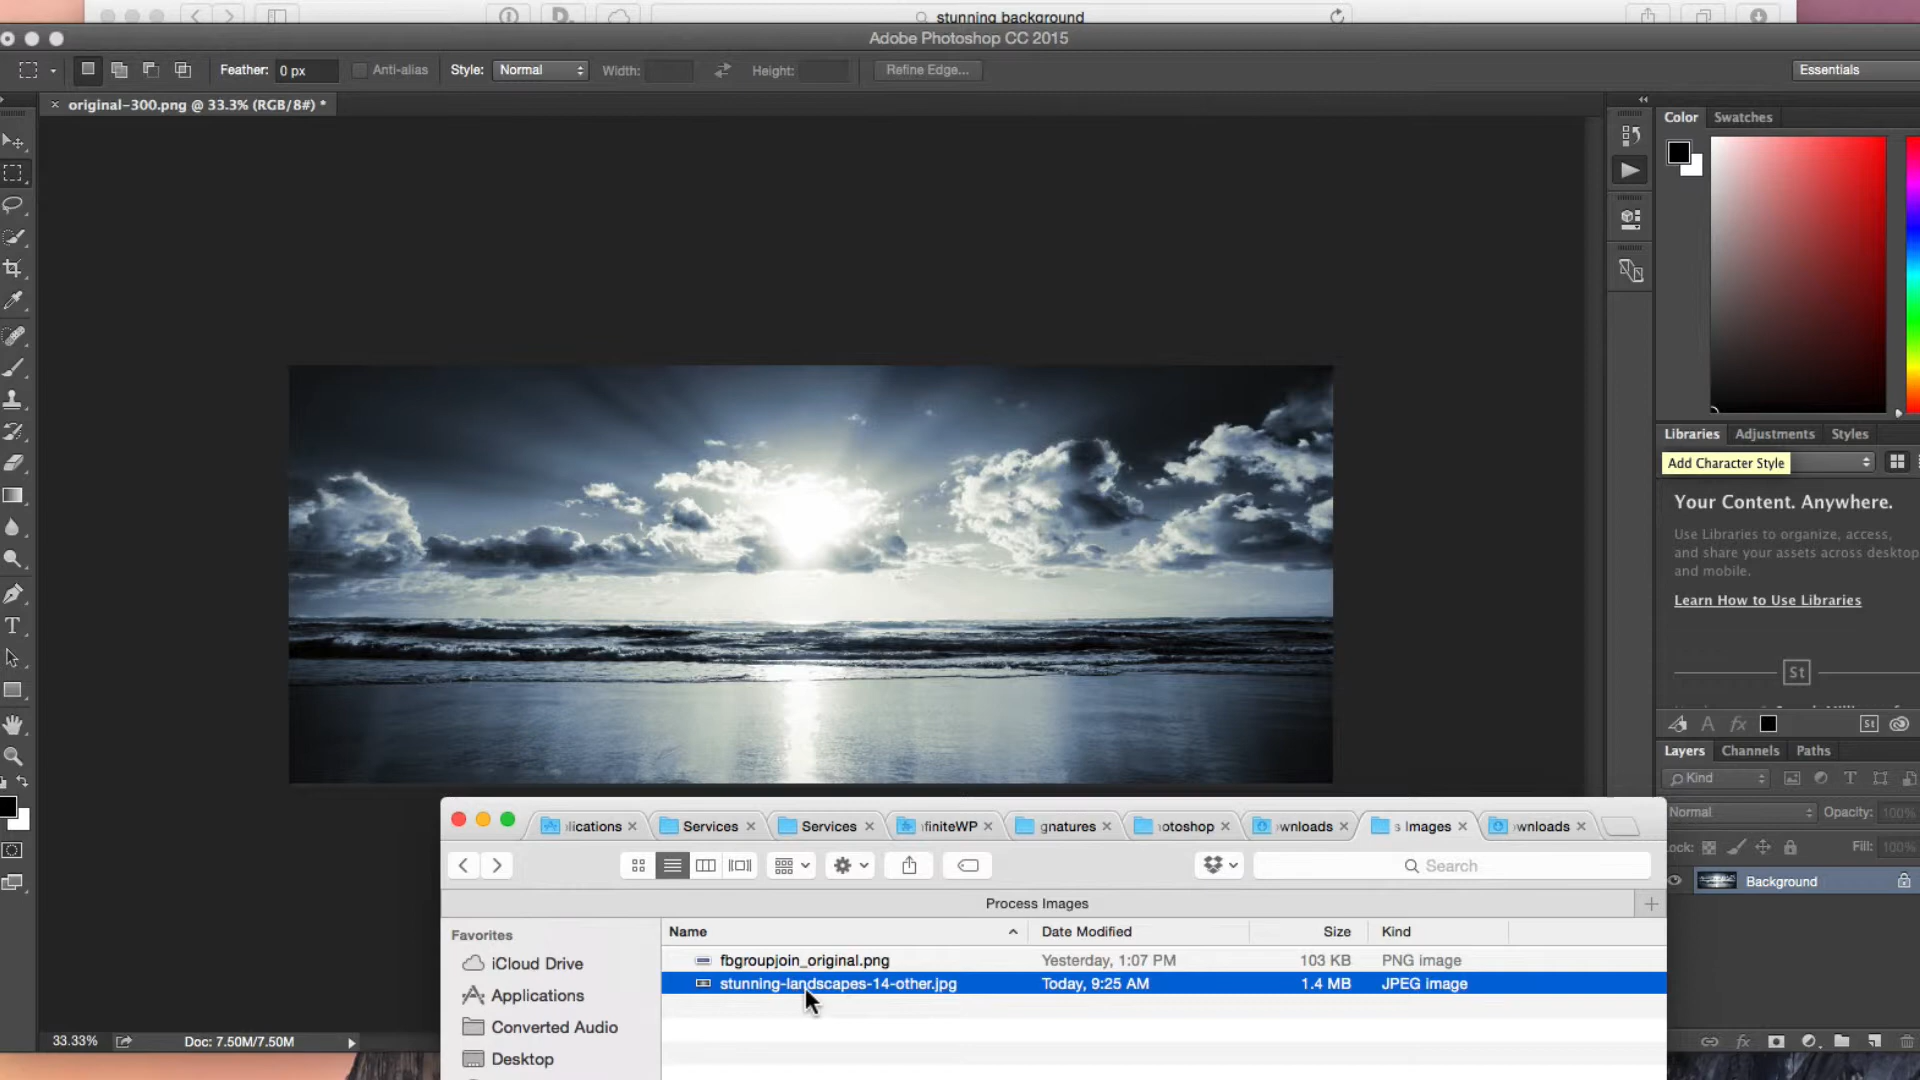 stunning background
Adobe Photoshop CC 2015
Feather: 0 px Anti-alias Style: Normal Width: Height: Refine Edge... Essentials
× original-300.png @ 33.3% (RGB/8#) *
Color Swatches
Libraries Adjustments Styles
Add Character Style
Your Content. Anywhere.
Use Libraries to organize, access,
and share your assets across desktop
and mobile.
Learn How to Use Libraries
St
Layers Channels Paths
Kind
Normal Opacity: 100%
Lock: Fill: 100%
Background
33.33% Doc: 7.50M/7.50M
lications Services Services nfiniteWP gnatures otoshop wnloads s Images wnloads
Search
Process Images
Name Date Modified Size Kind
fbgroupjoin_original.png Yesterday, 1:07 PM 103 KB PNG image
stunning-landscapes-14-other.jpg Today, 9:25 AM 1.4 MB JPEG image
Favorites
iCloud Drive
Applications
Converted Audio
Desktop